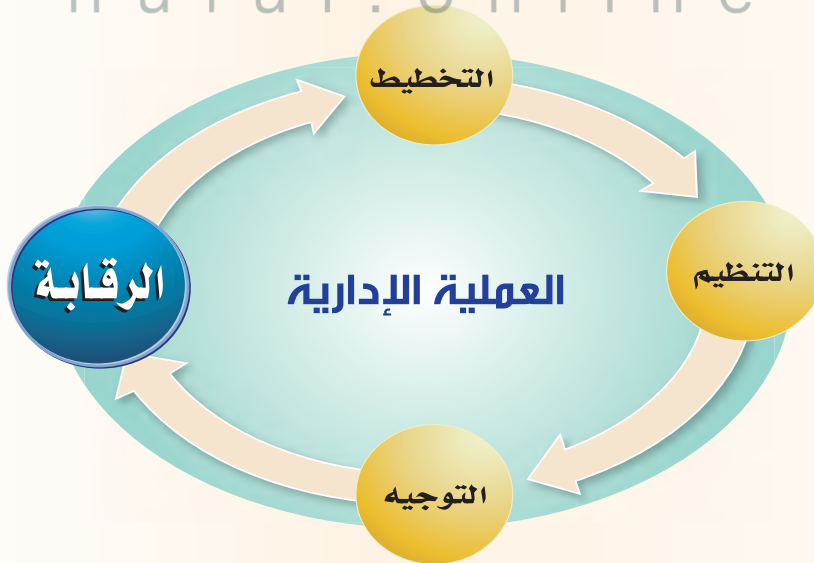 التخطيط
التنظيم
العملية الإدارية
الرقابة
التوجيه